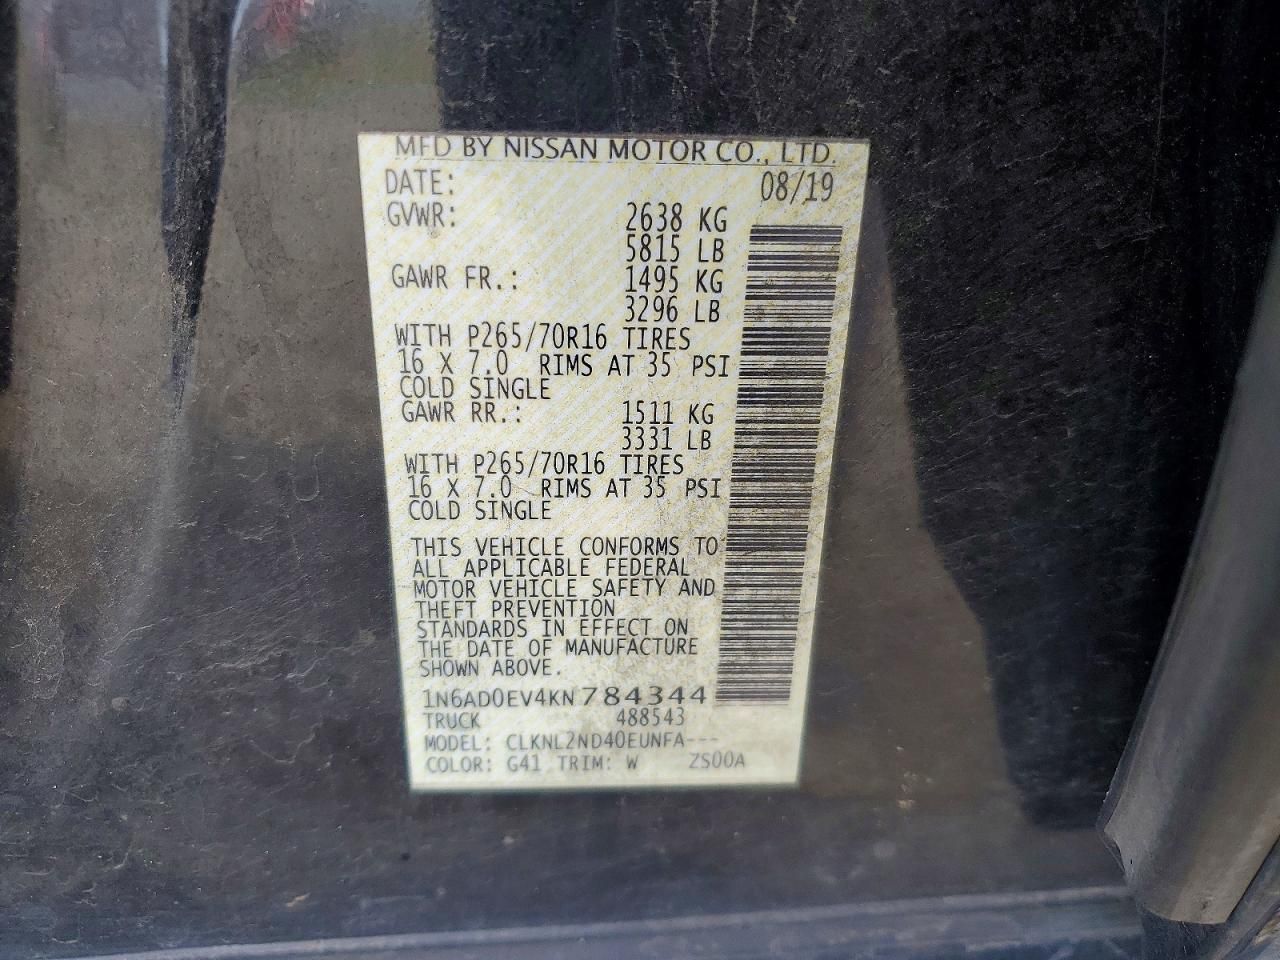 MFD BY NISSAN MOTOR CO., LTD.
DATE: 08/19
GVWR: 2638 KG
5815 LB
GAWR FR.: 1495 KG
3296 LB
WITH P265/70R16 TIRES
16 X 7.0 RIMS AT 35 PSI
COLD SINGLE
GAWR RR.: 1511 KG
3331 LB
WITH P265/70R16 TIRES
16 X 7.0 RIMS AT 35 PSI
COLD SINGLE
THIS VEHICLE CONFORMS TO
ALL APPLICABLE FEDERAL
MOTOR VEHICLE SAFETY AND
THEFT PREVENTION
STANDARDS IN EFFECT ON
THE DATE OF MANUFACTURE
SHOWN ABOVE.
1N6AD0EV4KN784344
TRUCK 488543
MODEL: CLKNL2ND40EUNFA---
COLOR: G41 TRIM: W ZS00A